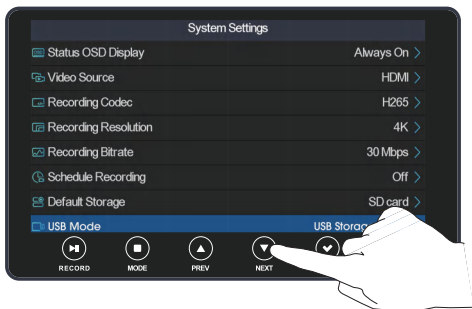 System Settings
Status OSD Display Always On >
Video Source HDMI >
Recording Codec H265 >
Recording Resolution 4K >
Recording Bitrate 30 Mbps >
Schedule Recording Off >
Default Storage SD card >
USB Mode USB
RECORD MODE PREV NEXT